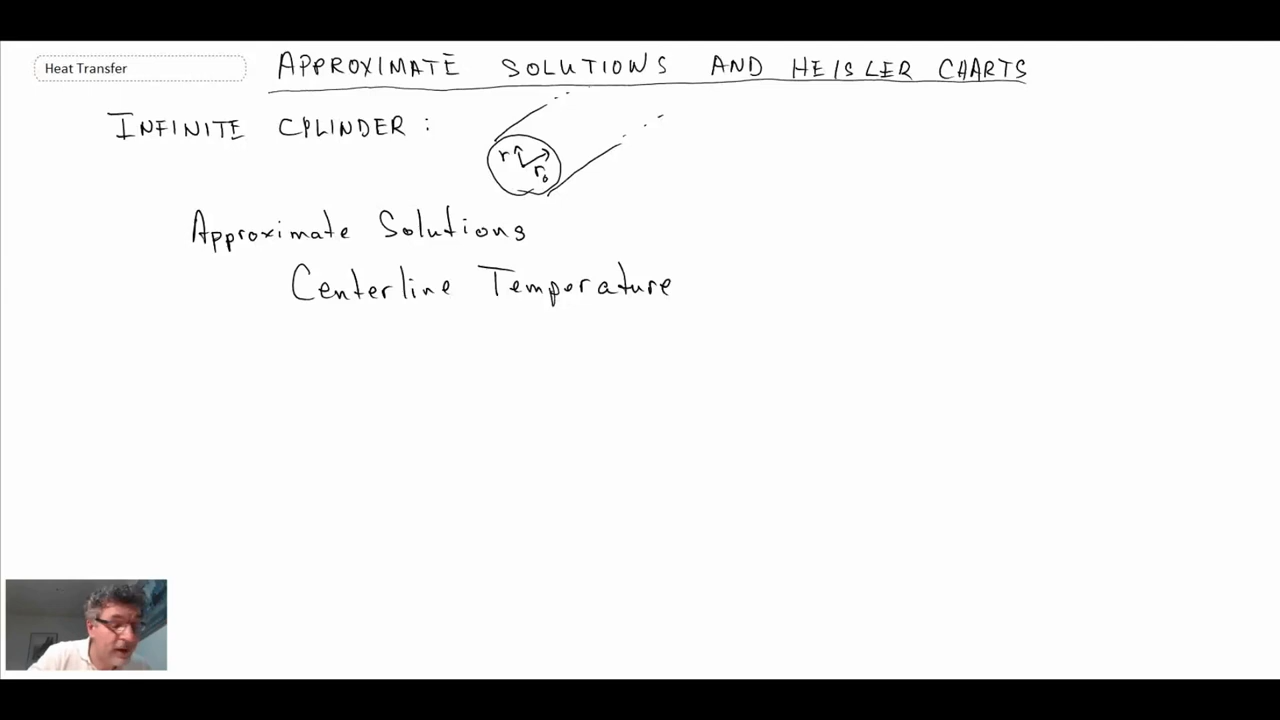 Heat Transfer
APPROXIMATE SOLUTIONS AND HEISLER CHARTS
INFINITE CYLINDER :
r r₀
Approximate Solutions
Centerline Temperature